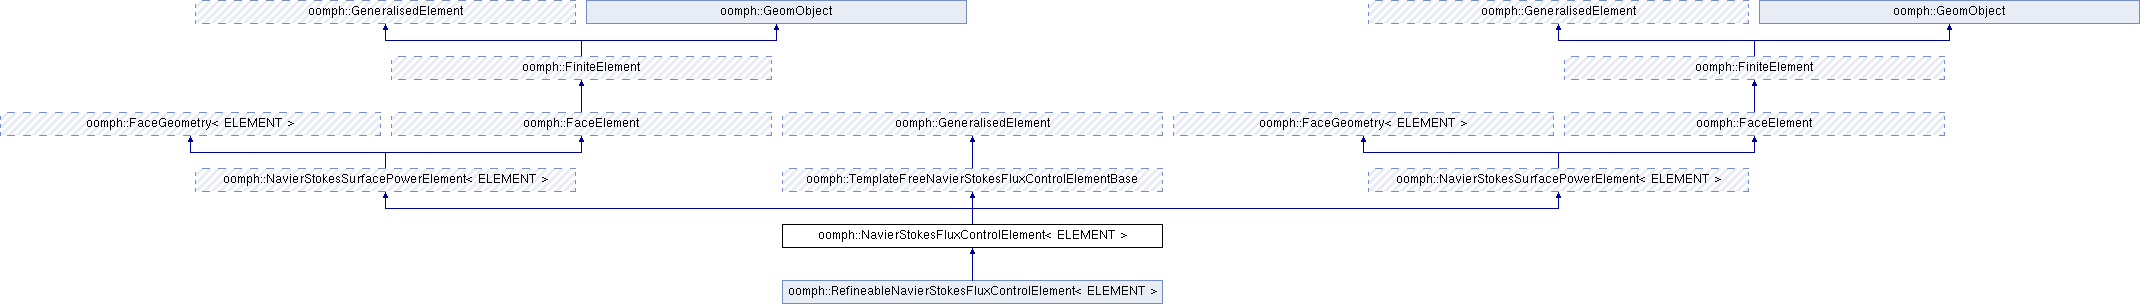 oomph::GeneralisedElement
oomph::GeomObject
oomph::GeneralisedElement
oomph::GeomObject
oomph::FiniteElement
oomph::FiniteElement
oomph::FaceGeometry< ELEMENT >
oomph::FaceElement
oomph::GeneralisedElement
oomph::FaceGeometry< ELEMENT >
oomph::FaceElement
oomph::NavierStokesSurfacePowerElement< ELEMENT >
oomph::TemplateFreeNavierStokesFluxControlElementBase
oomph::NavierStokesSurfacePowerElement< ELEMENT >
oomph::NavierStokesFluxControlElement< ELEMENT >
oomph::RefineableNavierStokesFluxControlElement< ELEMENT >